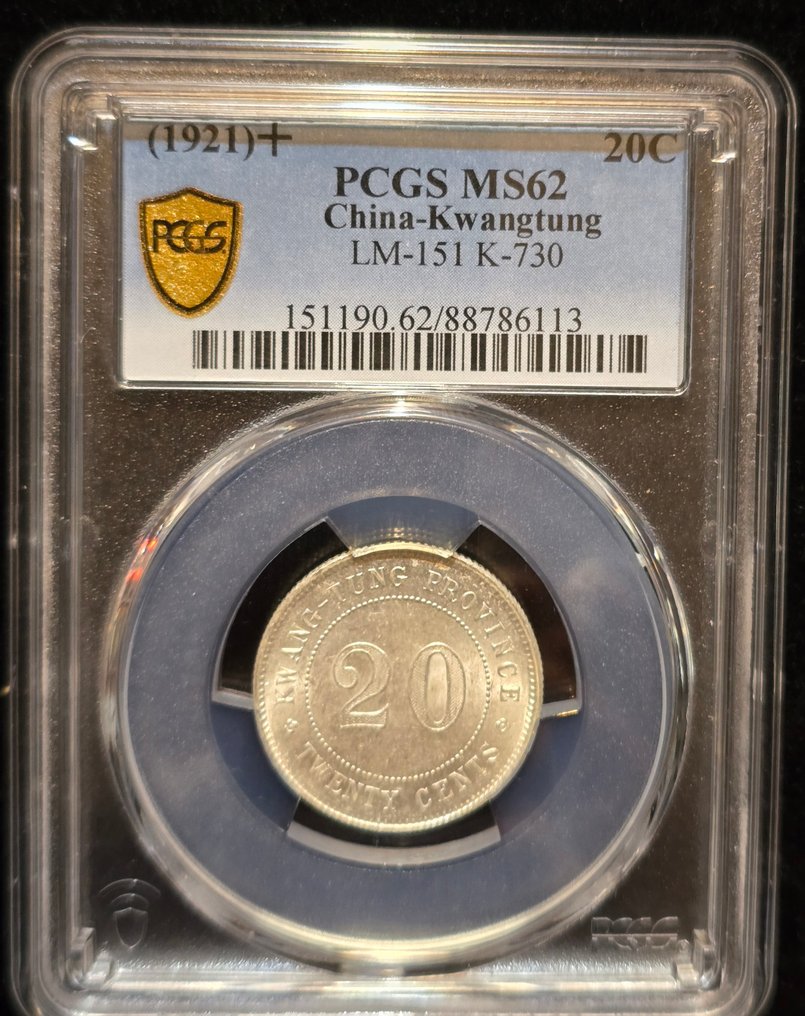 (1921)+ 20C
PCGS MS62
China-Kwangtung
LM-151 K-730
PCGS
151190.62/88786113
KWANG-TUNG PROVINCE
20
TWENTY CENTS
PCGS